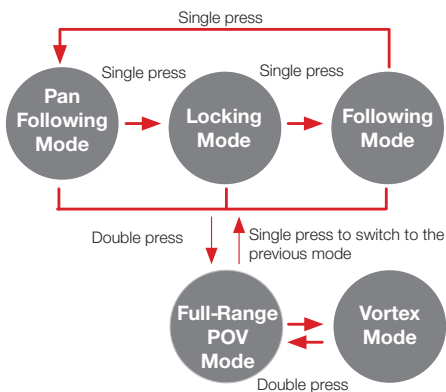 Single press
Single press
Single press
Pan
Following
Mode
Locking
Mode
Following
Mode
Double press
Single press to switch to the
previous mode
Full-Range
POV
Mode
Vortex
Mode
Double press